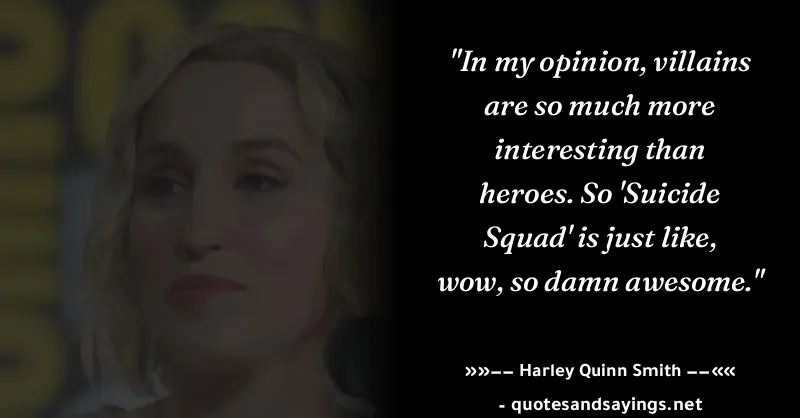 "In my opinion, villains
are so much more
interesting than
heroes. So 'Suicide
Squad' is just like,
wow, so damn awesome."
»»−− Harley Quinn Smith −−««
- quotesandsayings.net